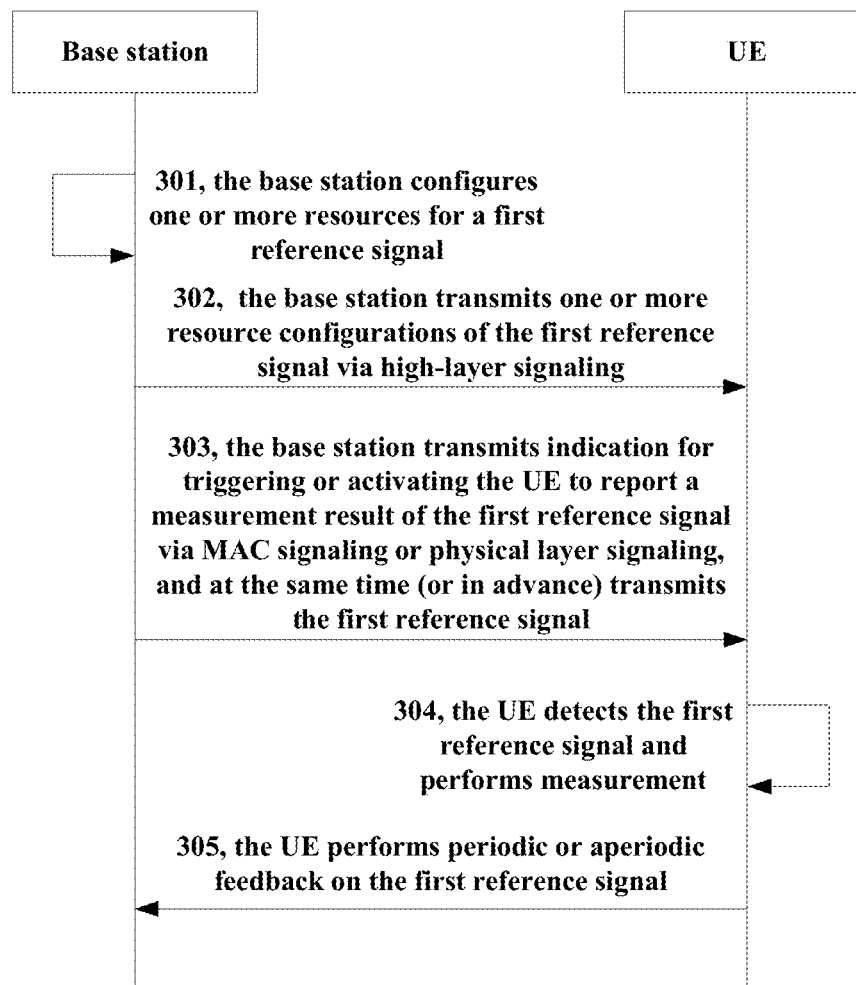 Base station
UE
301, the base station configures
one or more resources for a first
reference signal
302, the base station transmits one or more
resource configurations of the first reference
signal via high-layer signaling
303, the base station transmits indication for
triggering or activating the UE to report a
measurement result of the first reference signal
via MAC signaling or physical layer signaling,
and at the same time (or in advance) transmits
the first reference signal
304, the UE detects the first
reference signal and
performs measurement
305, the UE performs periodic or aperiodic
feedback on the first reference signal